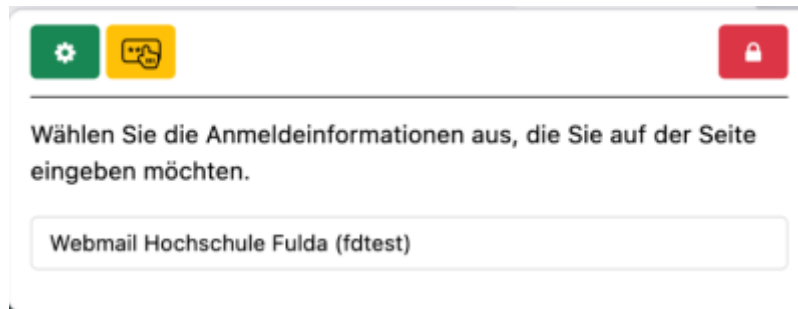 Wählen Sie die Anmeldeinformationen aus, die Sie auf der Seite
eingeben möchten.
Webmail Hochschule Fulda (fdtest)